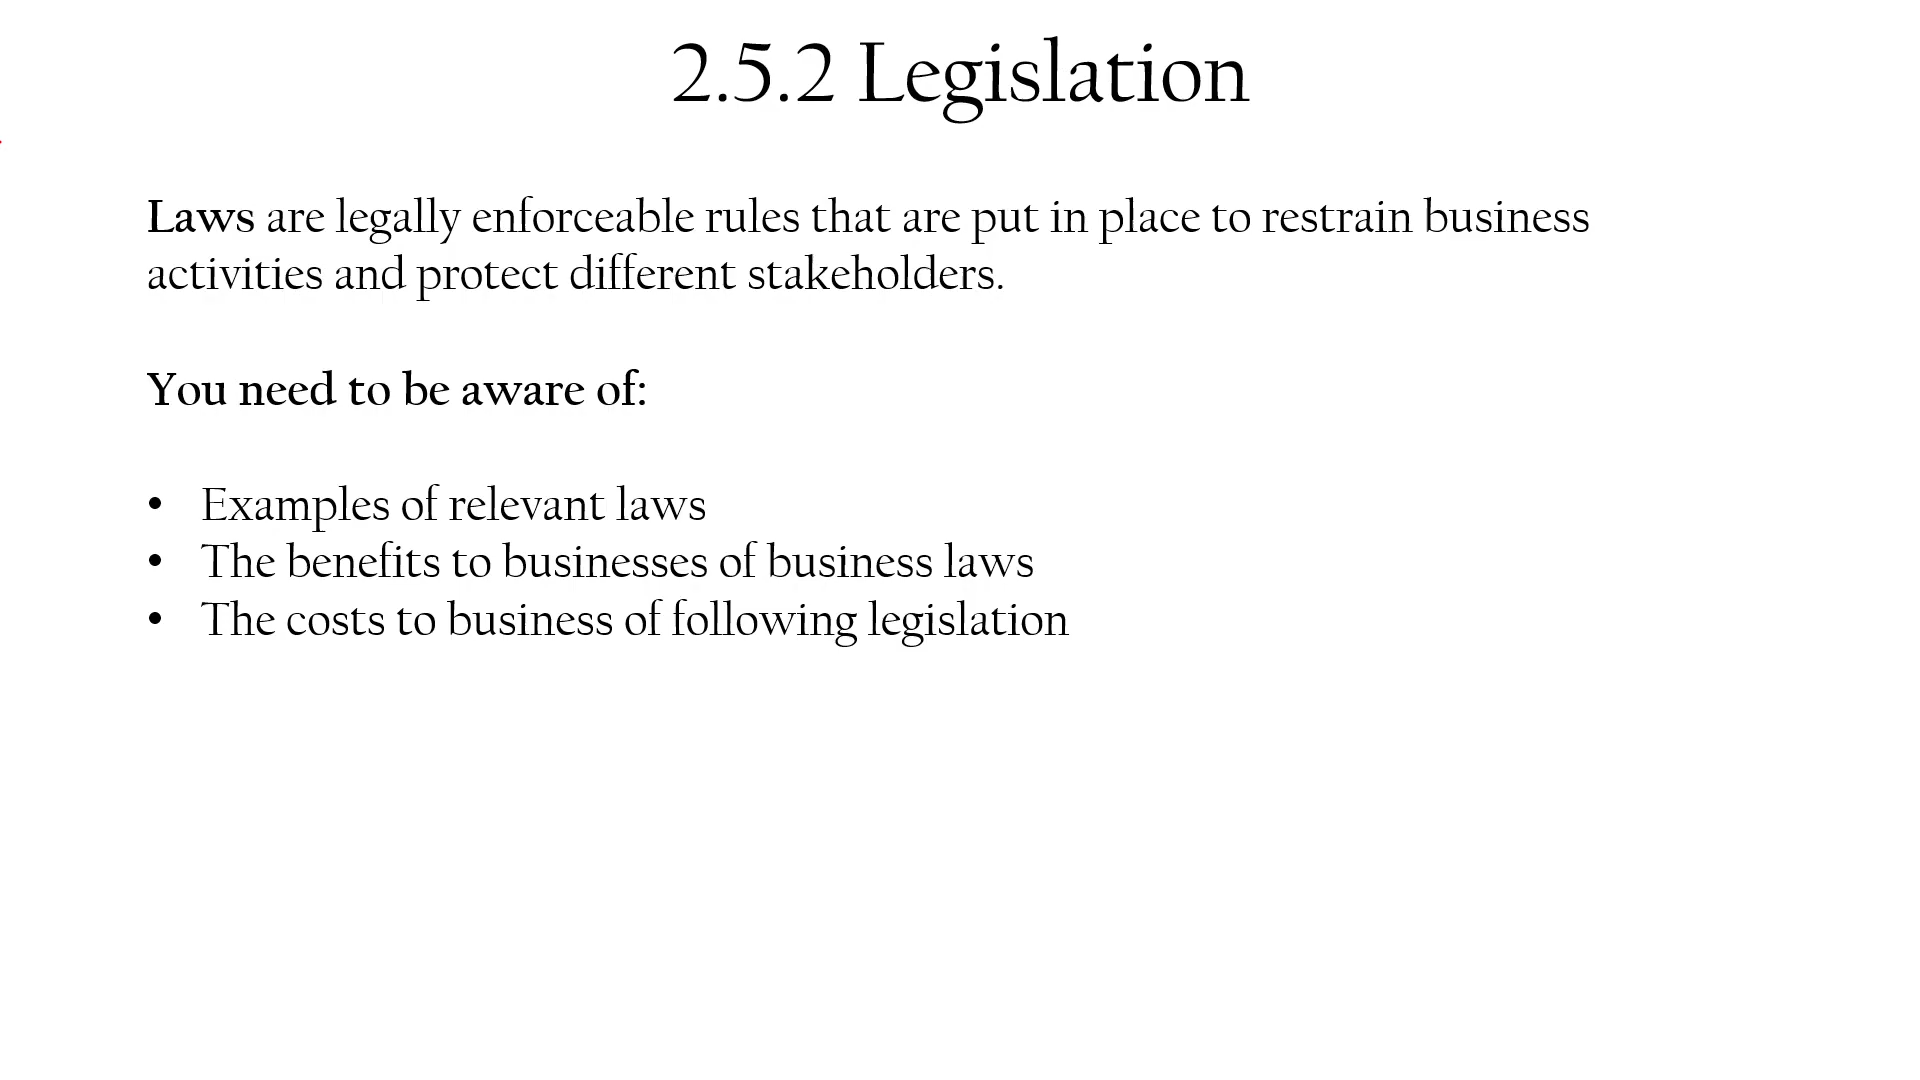 2.5.2 Legislation
Laws are legally enforceable rules that are put in place to restrain business
activities and protect different stakeholders.
You need to be aware of:
• Examples of relevant laws
• The benefits to businesses of business laws
• The costs to business of following legislation